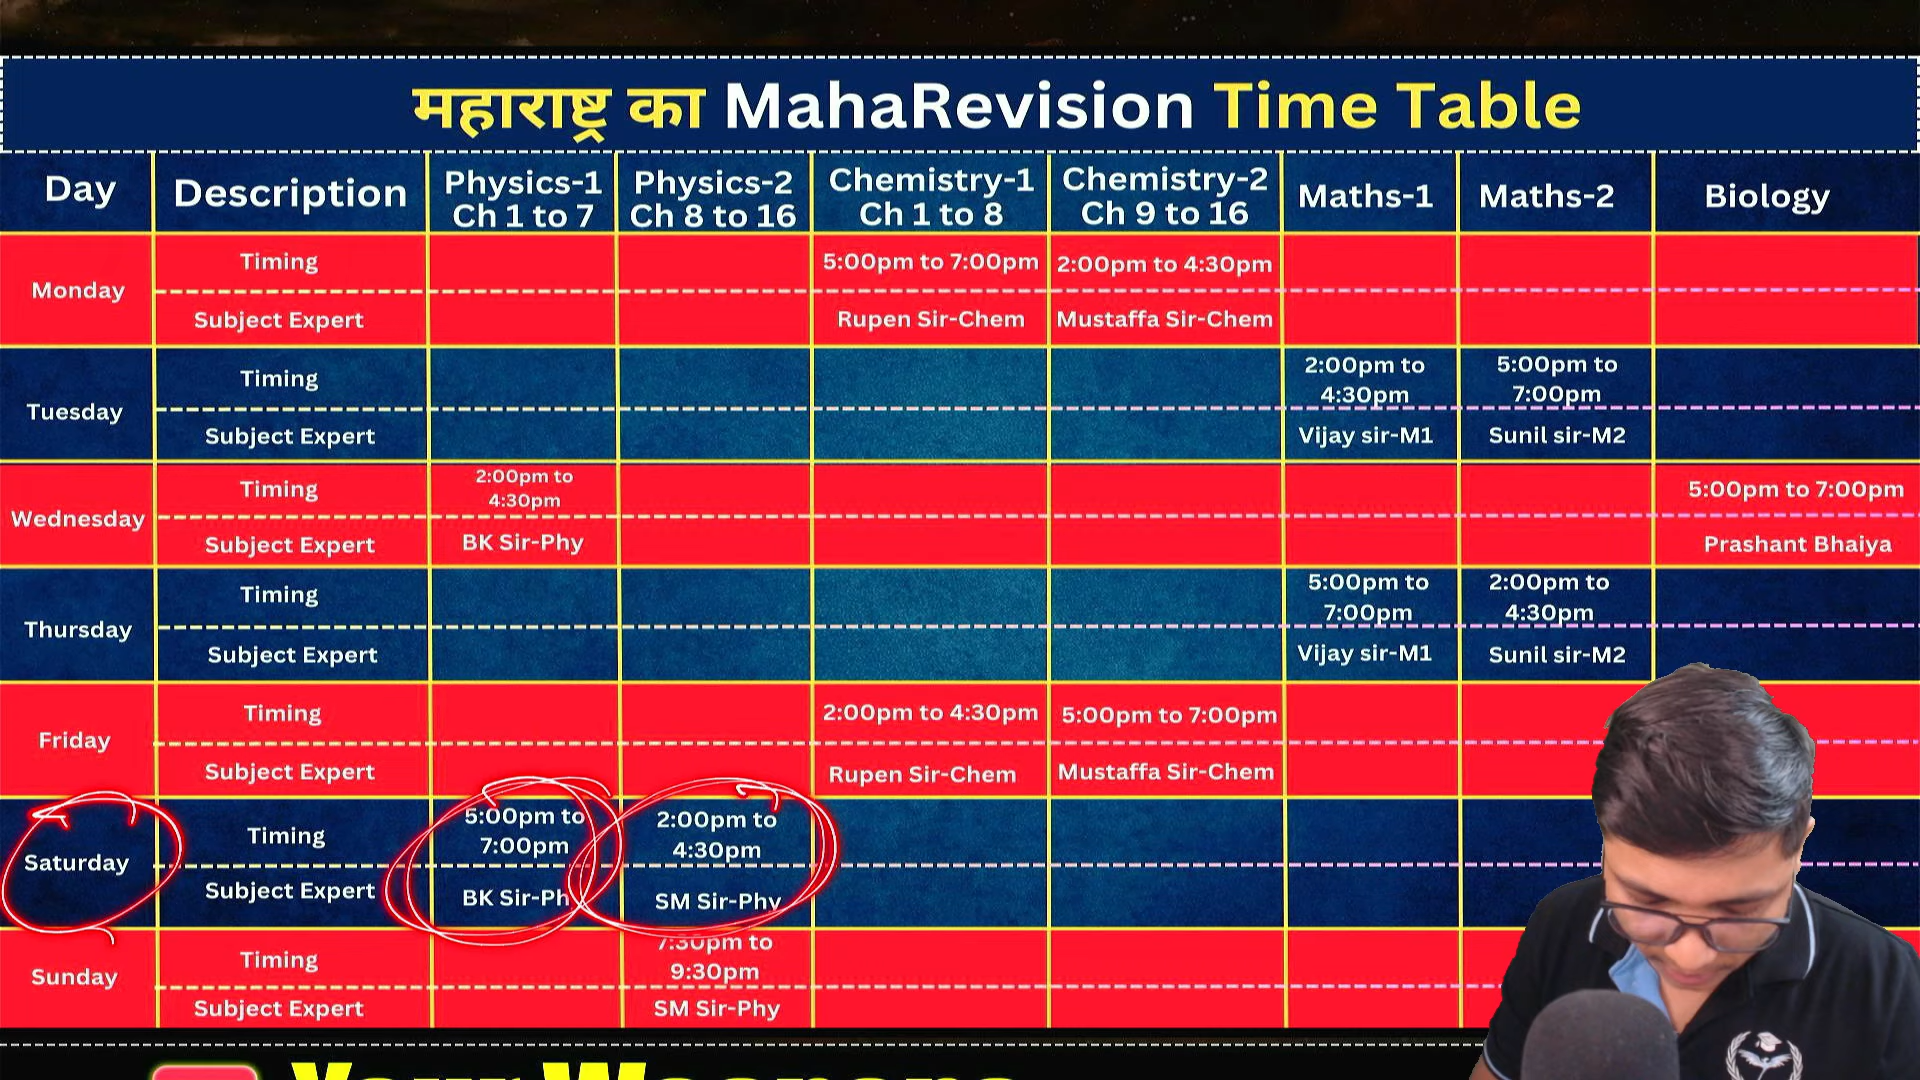 महाराष्ट्र का MahaRevision Time Table
Day
Description
Physics-1
Ch 1 to 7
Physics-2
Ch 8 to 16
Chemistry-1
Ch 1 to 8
Chemistry-2
Ch 9 to 16
Maths-1
Maths-2
Biology
Monday
Timing
5:00pm to 7:00pm
2:00pm to 4:30pm
Subject Expert
Rupen Sir-Chem
Mustaffa Sir-Chem
Tuesday
Timing
2:00pm to
4:30pm
5:00pm to
7:00pm
Subject Expert
Vijay sir-M1
Sunil sir-M2
Wednesday
Timing
2:00pm to
4:30pm
5:00pm to 7:00pm
Subject Expert
BK Sir-Phy
Prashant Bhaiya
Thursday
Timing
5:00pm to
7:00pm
2:00pm to
4:30pm
Subject Expert
Vijay sir-M1
Sunil sir-M2
Friday
Timing
2:00pm to 4:30pm
5:00pm to 7:00pm
Subject Expert
Rupen Sir-Chem
Mustaffa Sir-Chem
Saturday
Timing
5:00pm to
7:00pm
2:00pm to
4:30pm
Subject Expert
BK Sir-Ph
SM Sir-Phy
Sunday
Timing
7:30pm to
9:30pm
Subject Expert
SM Sir-Phy
Your Weapons